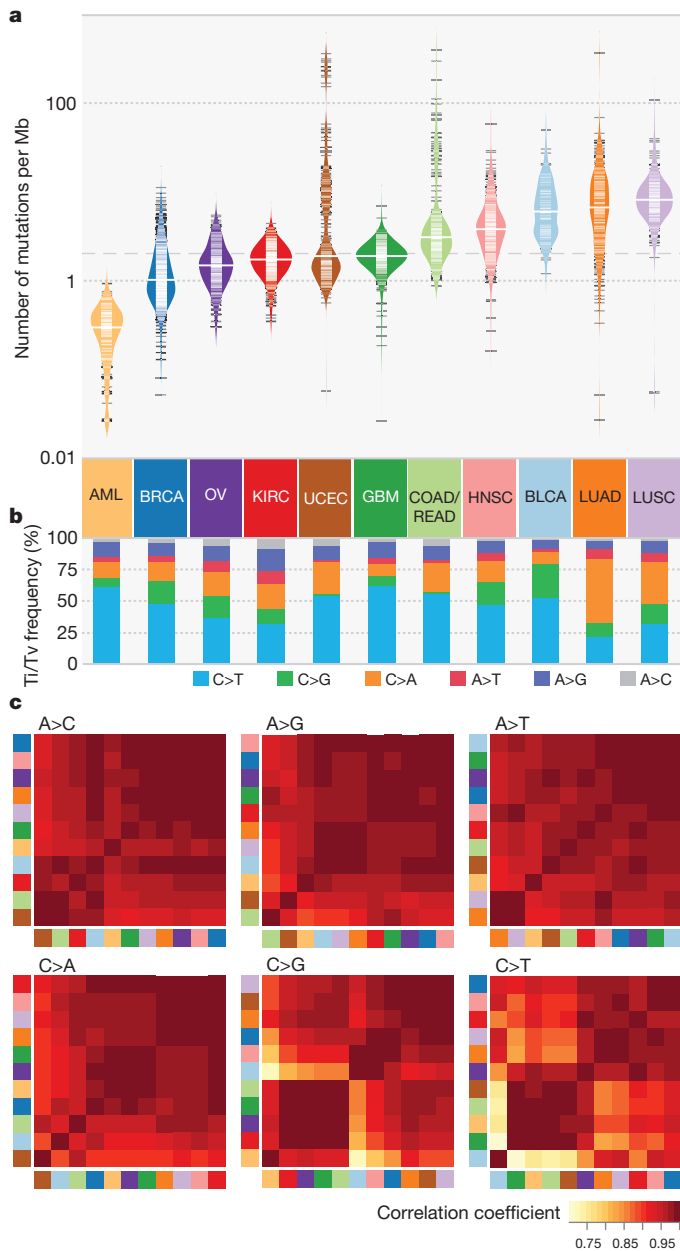 a
Number of mutations per Mb
100
1
0.01
AML BRCA OV KIRC UCEC GBM COAD/READ HNSC BLCA LUAD LUSC
b
Ti/Tv frequency (%)
100
75
50
25
0
C>T C>G C>A A>T A>G A>C
c
A>C A>G A>T
C>A C>G C>T
Correlation coefficient
0.75 0.85 0.95